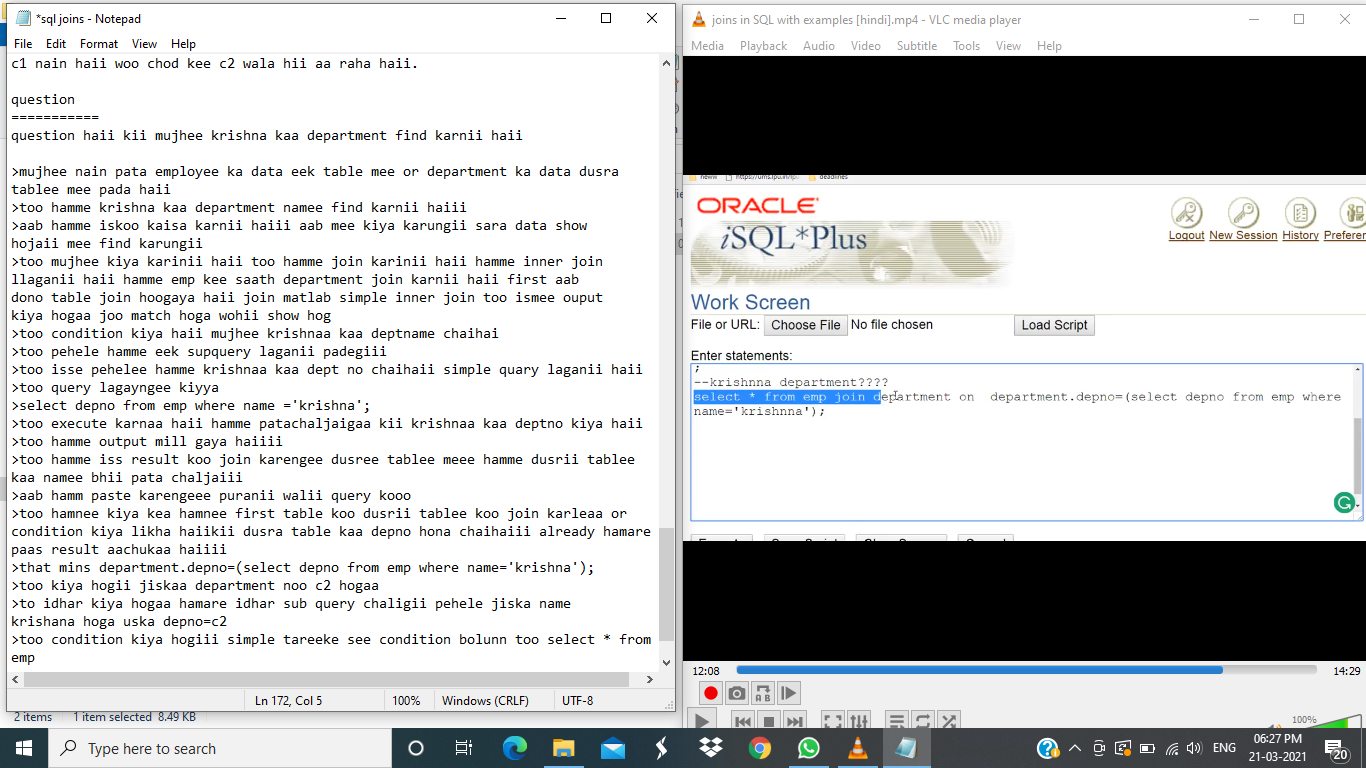 *sql joins - Notepad
File Edit Format View Help
c1 nain haii woo chod kee c2 wala hii aa raha haii.
question
===========
question haii kii mujhee krishna kaa department find karnii haii
>mujhee nain pata employee ka data eek table mee or department ka data dusra
tablee mee pada haii
>too hamme krishna kaa department namee find karnii haiii
>aab hamme iskoo kaisa karnii haiii aab mee kiya karungii sara data show
hojaii mee find karungii
>too mujhee kiya karinii haii too hamme join karinii haii hamme inner join
llaganii haii hamme emp kee saath department join karnii haii first aab
dono table join hoogaya haii join matlab simple inner join too ismee ouput
kiya hogaa joo match hoga wohii show hog
>too condition kiya haii mujhee krishnaa kaa deptname chaihai
>too pehele hamme eek supquery laganii padegiii
>too isse pehelee hamme krishnaa kaa dept no chaihaii simple quary laganii haii
>too query lagayngee kiyya
>select depno from emp where name ='krishna';
>too execute karnaa haii hamme patachaljaigaa kii krishnaa kaa deptno kiya haii
>too hamme output mill gaya haiiii
>too hamme iss result koo join karengee dusree tablee meee hamme dusrii tablee
kaa namee bhii pata chaljaiii
>aab hamm paste karengeee puranii walii query kooo
>too hamnee kiya kea hamnee first table koo dusrii tablee koo join karleaa or
condition kiya likha haiikii dusra table kaa depno hona chaihaiii already hamare
paas result aachukaa haiiii
>that mins department.depno=(select depno from emp where name='krishna');
>too kiya hogii jiskaa department noo c2 hogaa
>to idhar kiya hogaa hamare idhar sub query chaligii pehele jiska name
krishana hoga uska depno=c2
>too condition kiya hogiii simple tareeke see condition bolunn too select * from
emp
Ln 172, Col 5 100% Windows (CRLF) UTF-8
2 items 1 item selected 8.49 KB
joins in SQL with examples [hindi].mp4 - VLC media player
Media Playback Audio Video Subtitle Tools View Help
neww https://ums.lpu.in/lpu deadlines
ORACLE
iSQL*Plus
Logout New Session History Preferen
Work Screen
File or URL: Choose File No file chosen Load Script
Enter statements:
;
--krishnna department????
select * from emp join department on department.depno=(select depno from emp where
name='krishnna');
12:08 14:29
100%
Type here to search
ENG 06:27 PM
21-03-2021
20